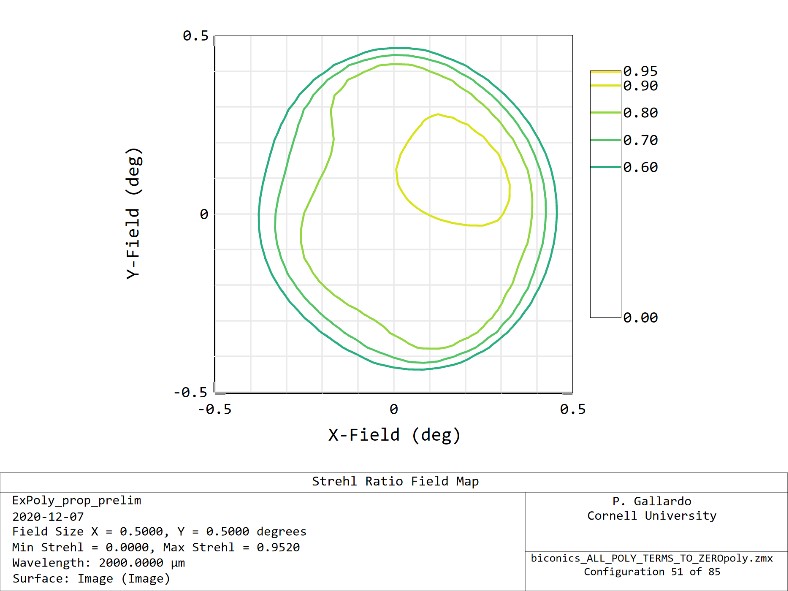 0.5
0
-0.5
Y-Field (deg)
-0.5
0
0.5
X-Field (deg)
0.95
0.90
0.80
0.70
0.60
0.00
Strehl Ratio Field Map
ExPoly_prop_prelim
2020-12-07
Field Size X = 0.5000, Y = 0.5000 degrees
Min Strehl = 0.0000, Max Strehl = 0.9520
Wavelength: 2000.0000 µm
Surface: Image (Image)
P. Gallardo
Cornell University
biconics_ALL_POLY_TERMS_TO_ZEROpoly.zmx
Configuration 51 of 85